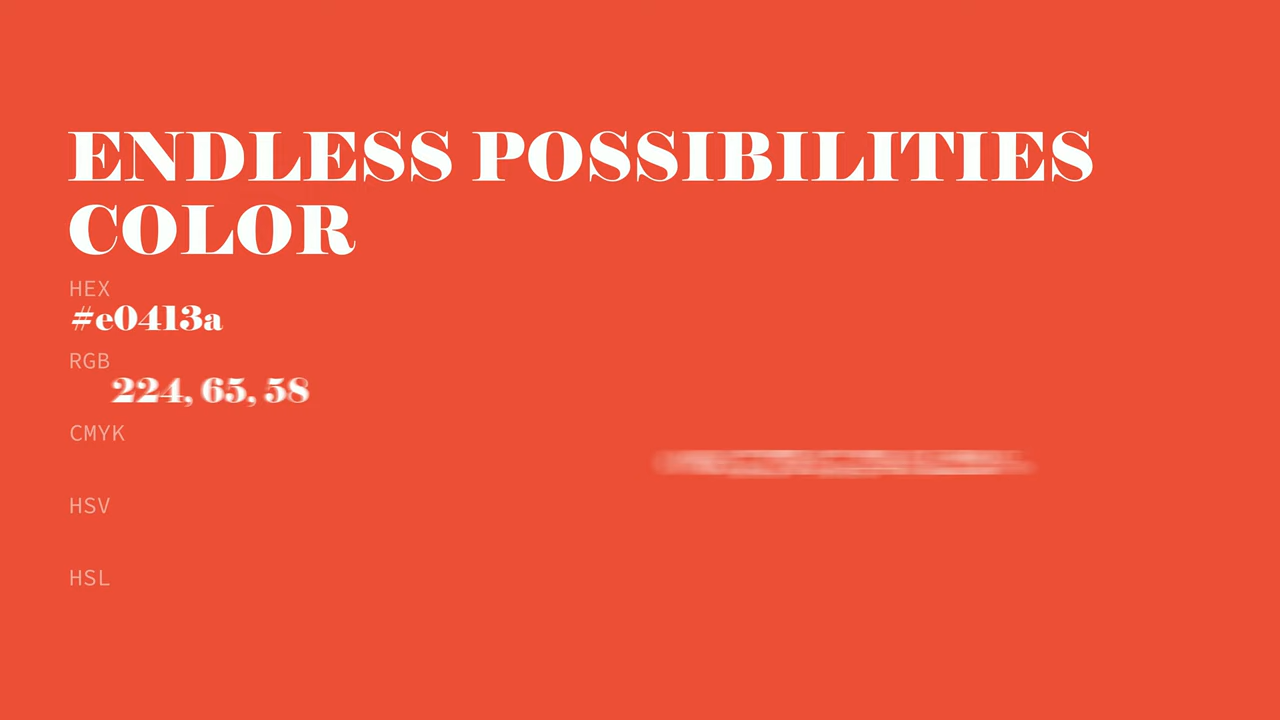 ENDLESS POSSIBILITIES
COLOR
HEX
#e0413a
RGB
224, 65, 58
CMYK
HSV
HSL